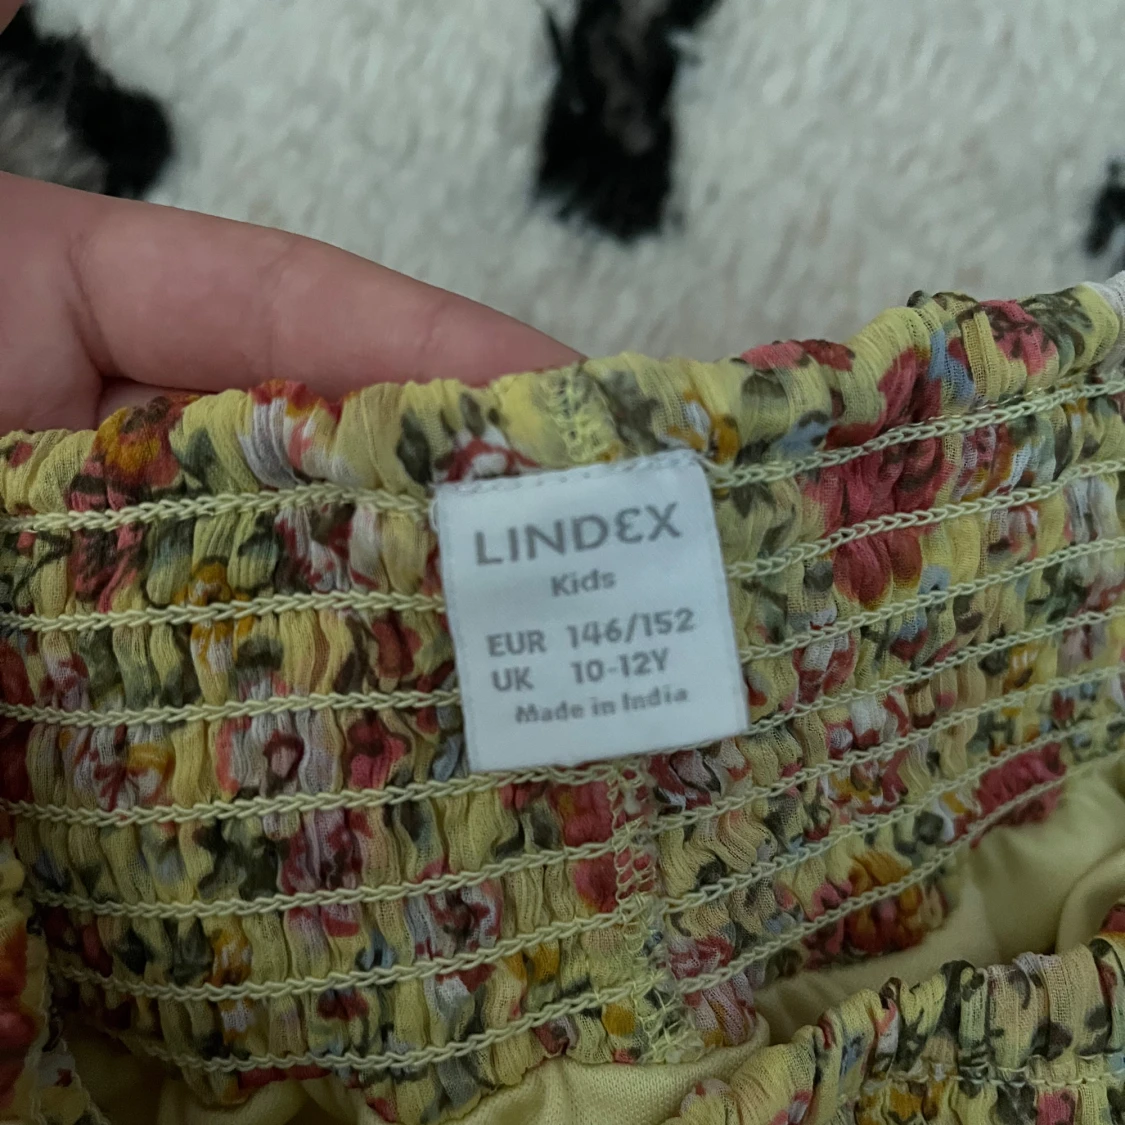 LINDEX
Kids
EUR 146/152
UK 10-12Y
Made in India